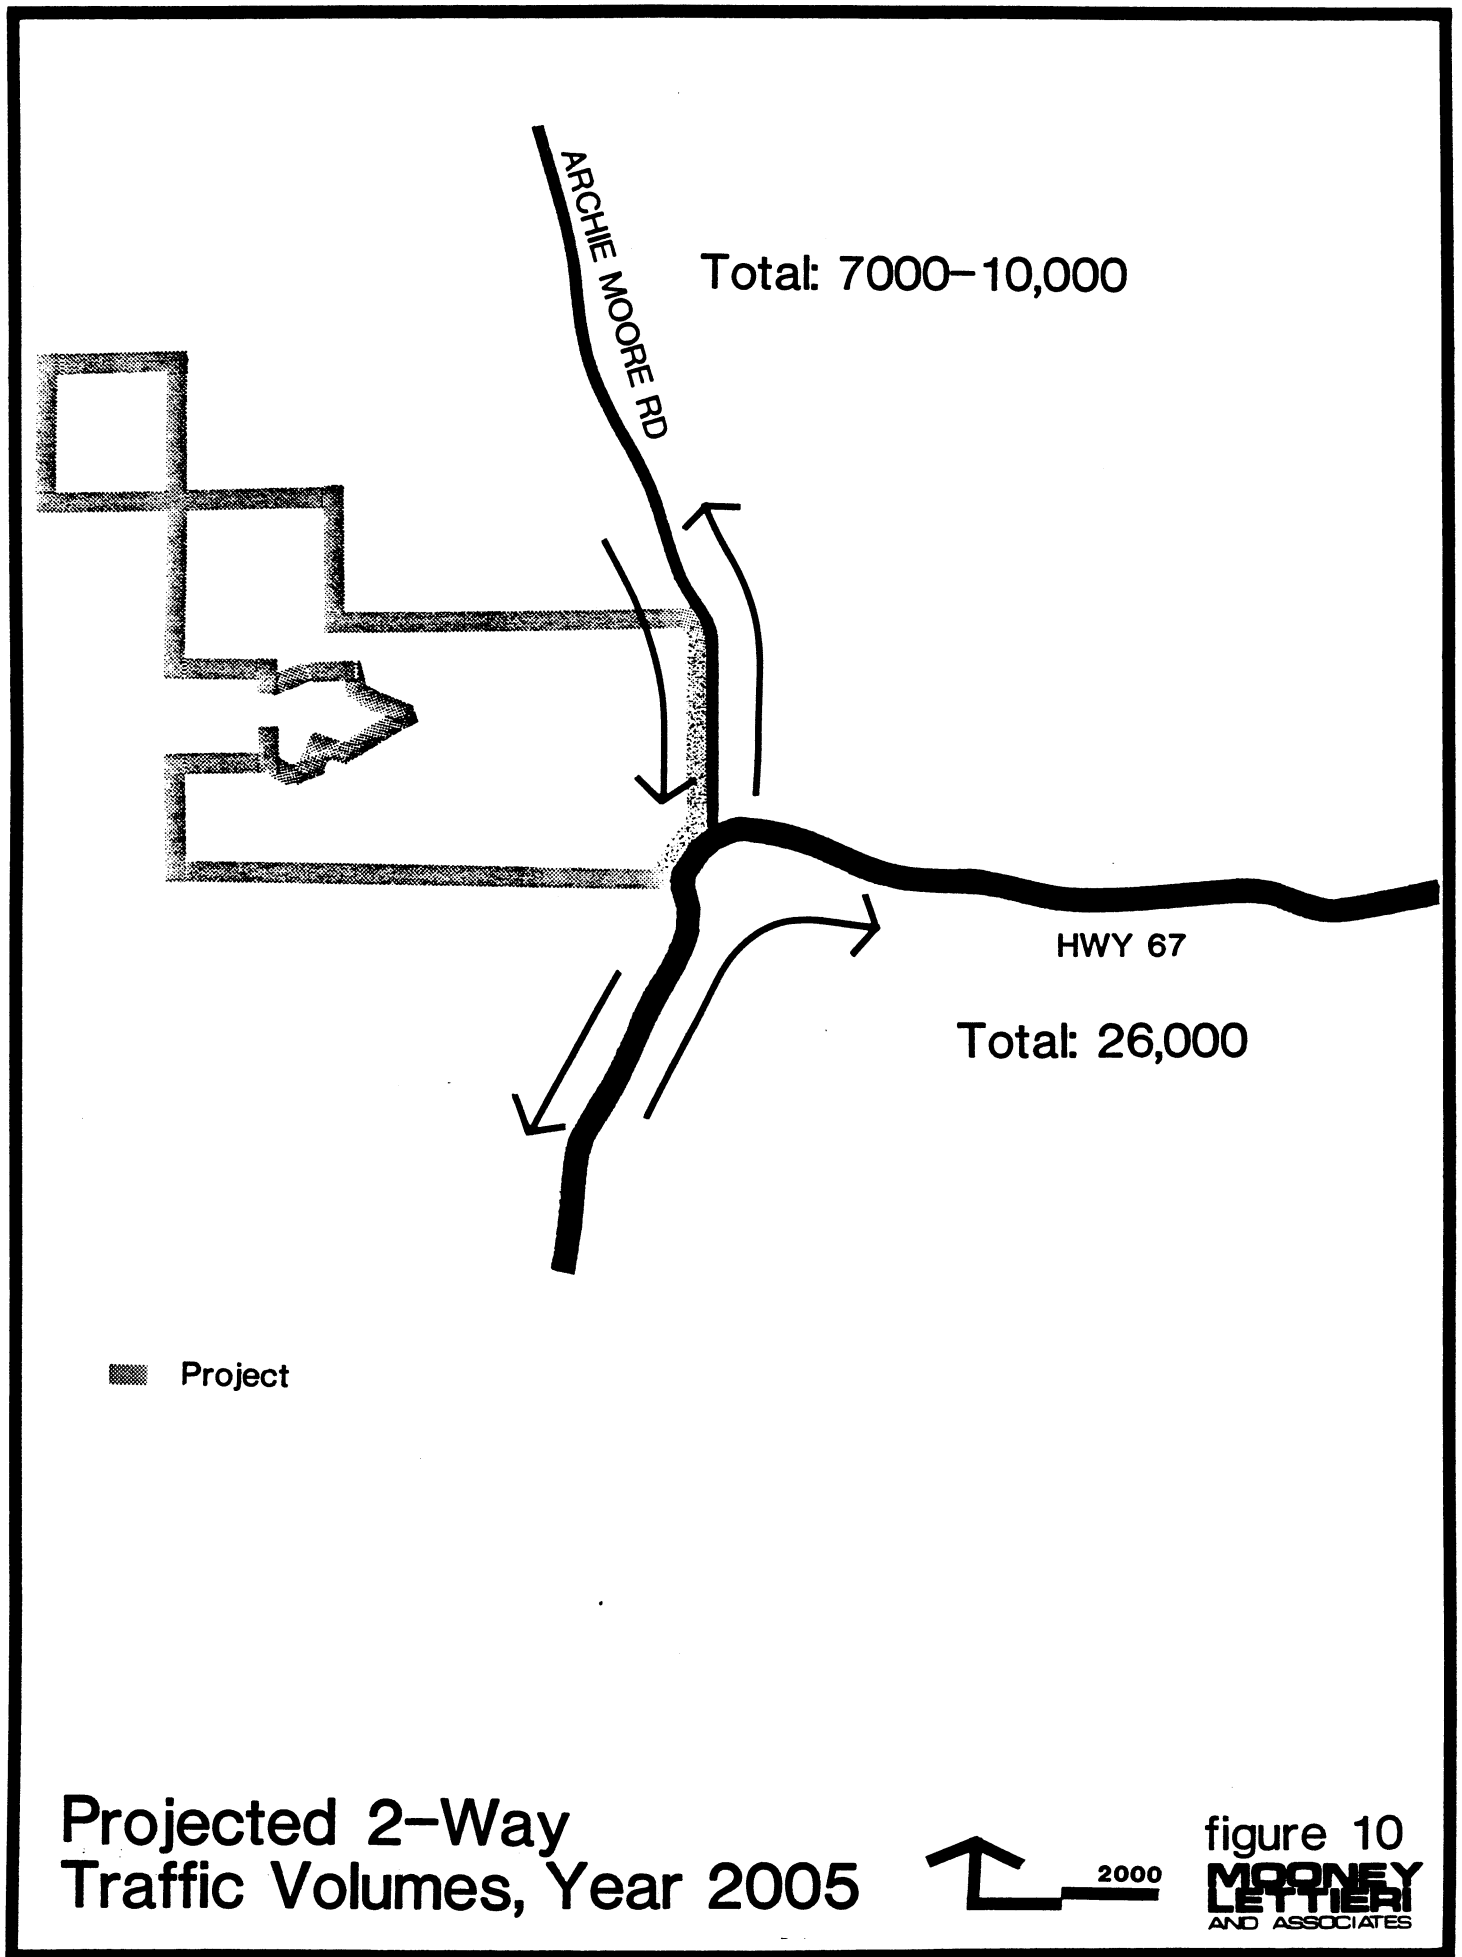 ARCHIE MOORE RD
Total: 7000-10,000
HWY 67
Total: 26,000
Project
Projected 2-Way
Traffic Volumes, Year 2005
2000
figure 10
MOONEY
LETTIERI
AND ASSOCIATES